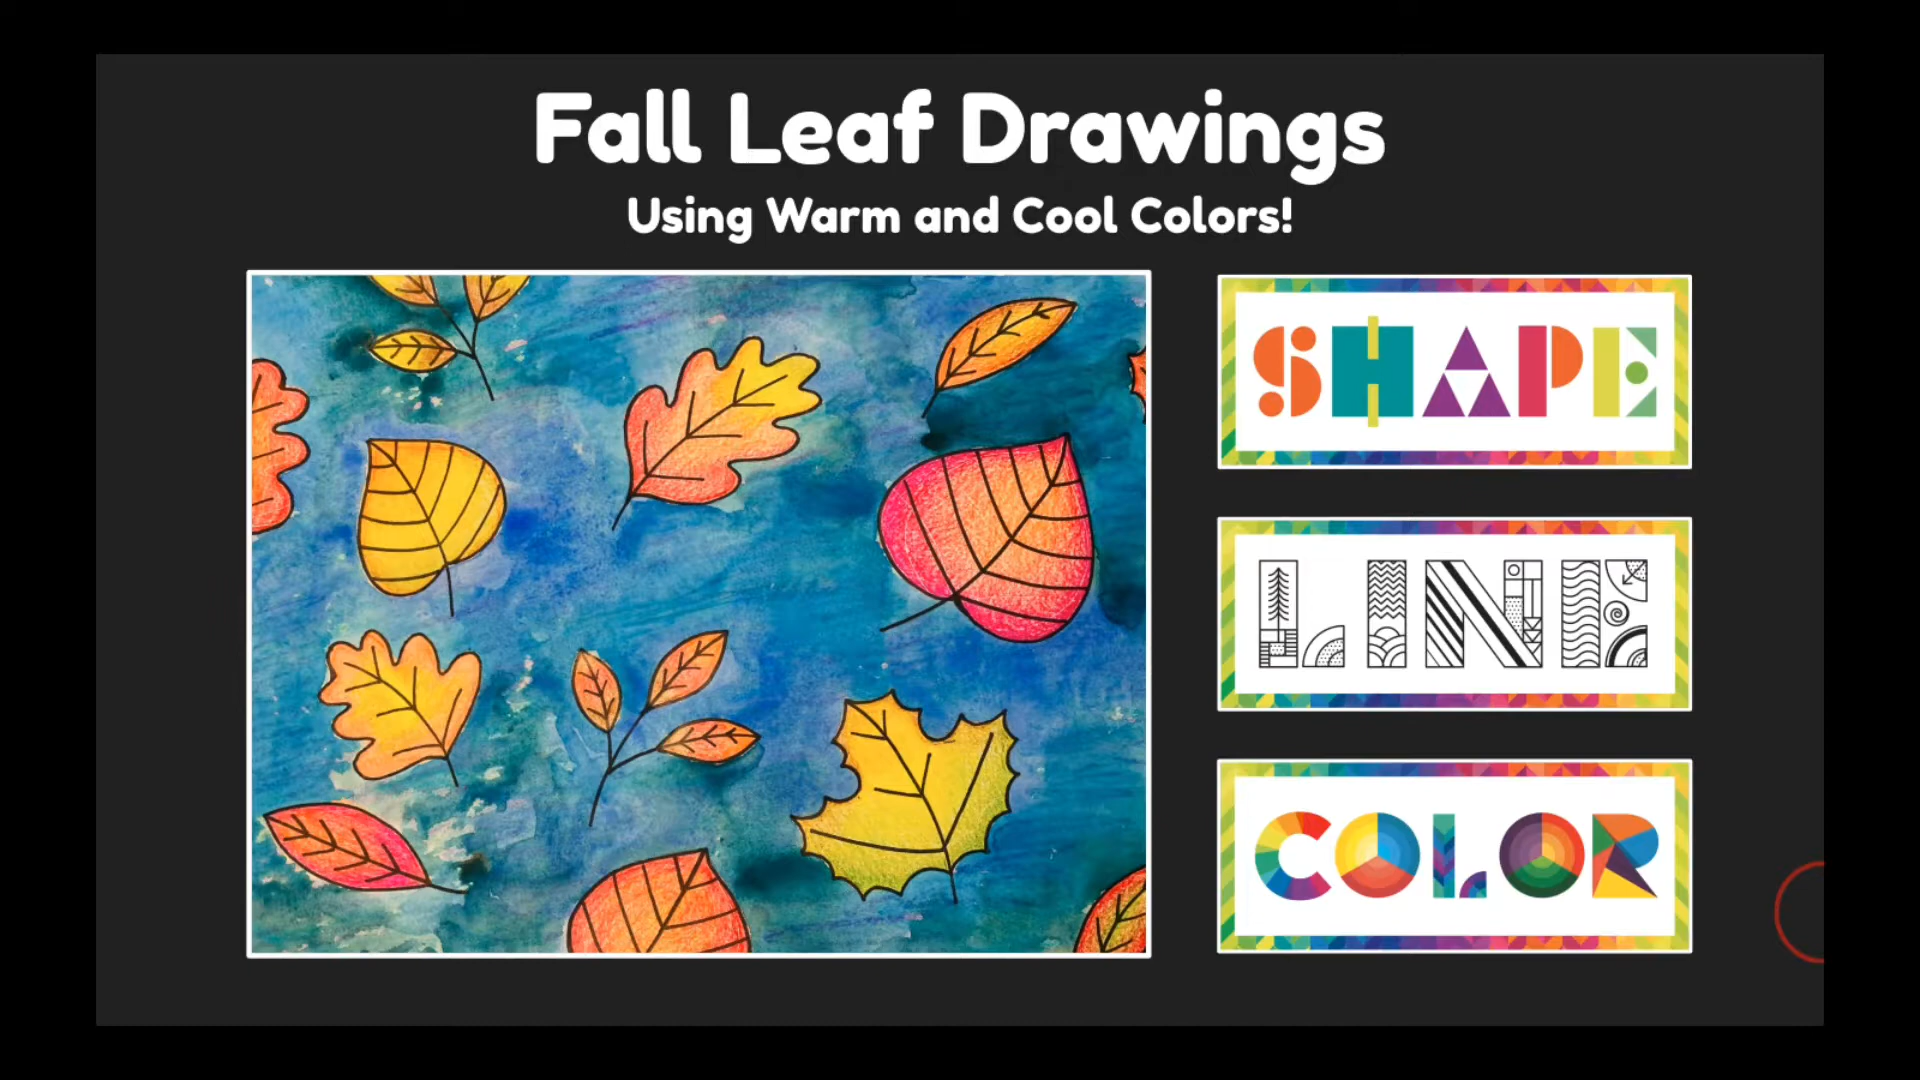 Fall Leaf Drawings
Using Warm and Cool Colors!
SHAPE
LINE
COLOR